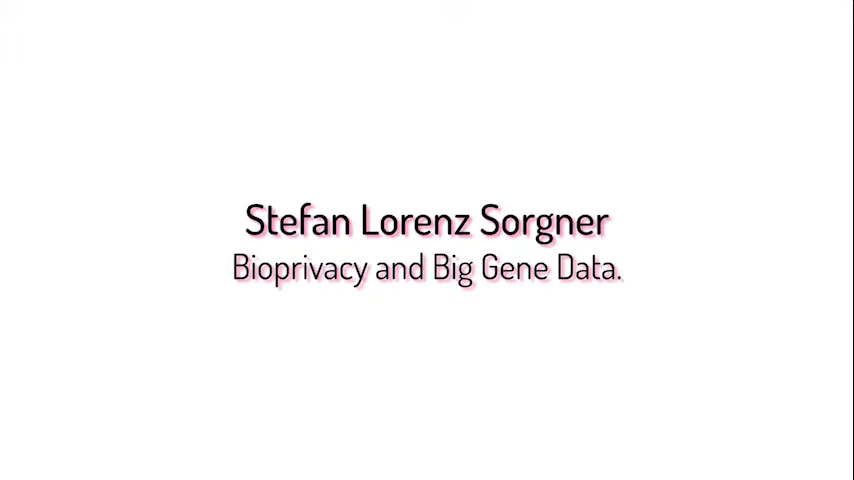 Stefan Lorenz Sorgner
Bioprivacy and Big Gene Data.